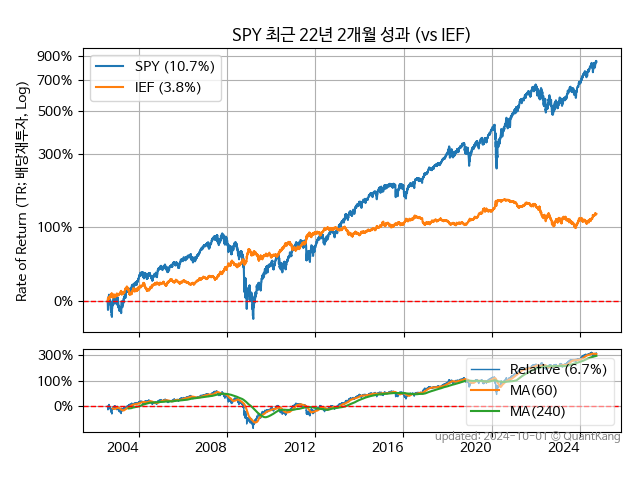 SPY 최근 22년 2개월 성과 (vs IEF)
Rate of Return (TR: 배당재투자, Log)
900%
700%
500%
300%
100%
0%
SPY (10.7%)
IEF (3.8%)
300%
100%
0%
Relative (6.7%)
MA(60)
MA(240)
2004
2008
2012
2016
2020
2024
updated: 2024-10-01 © QuantKang